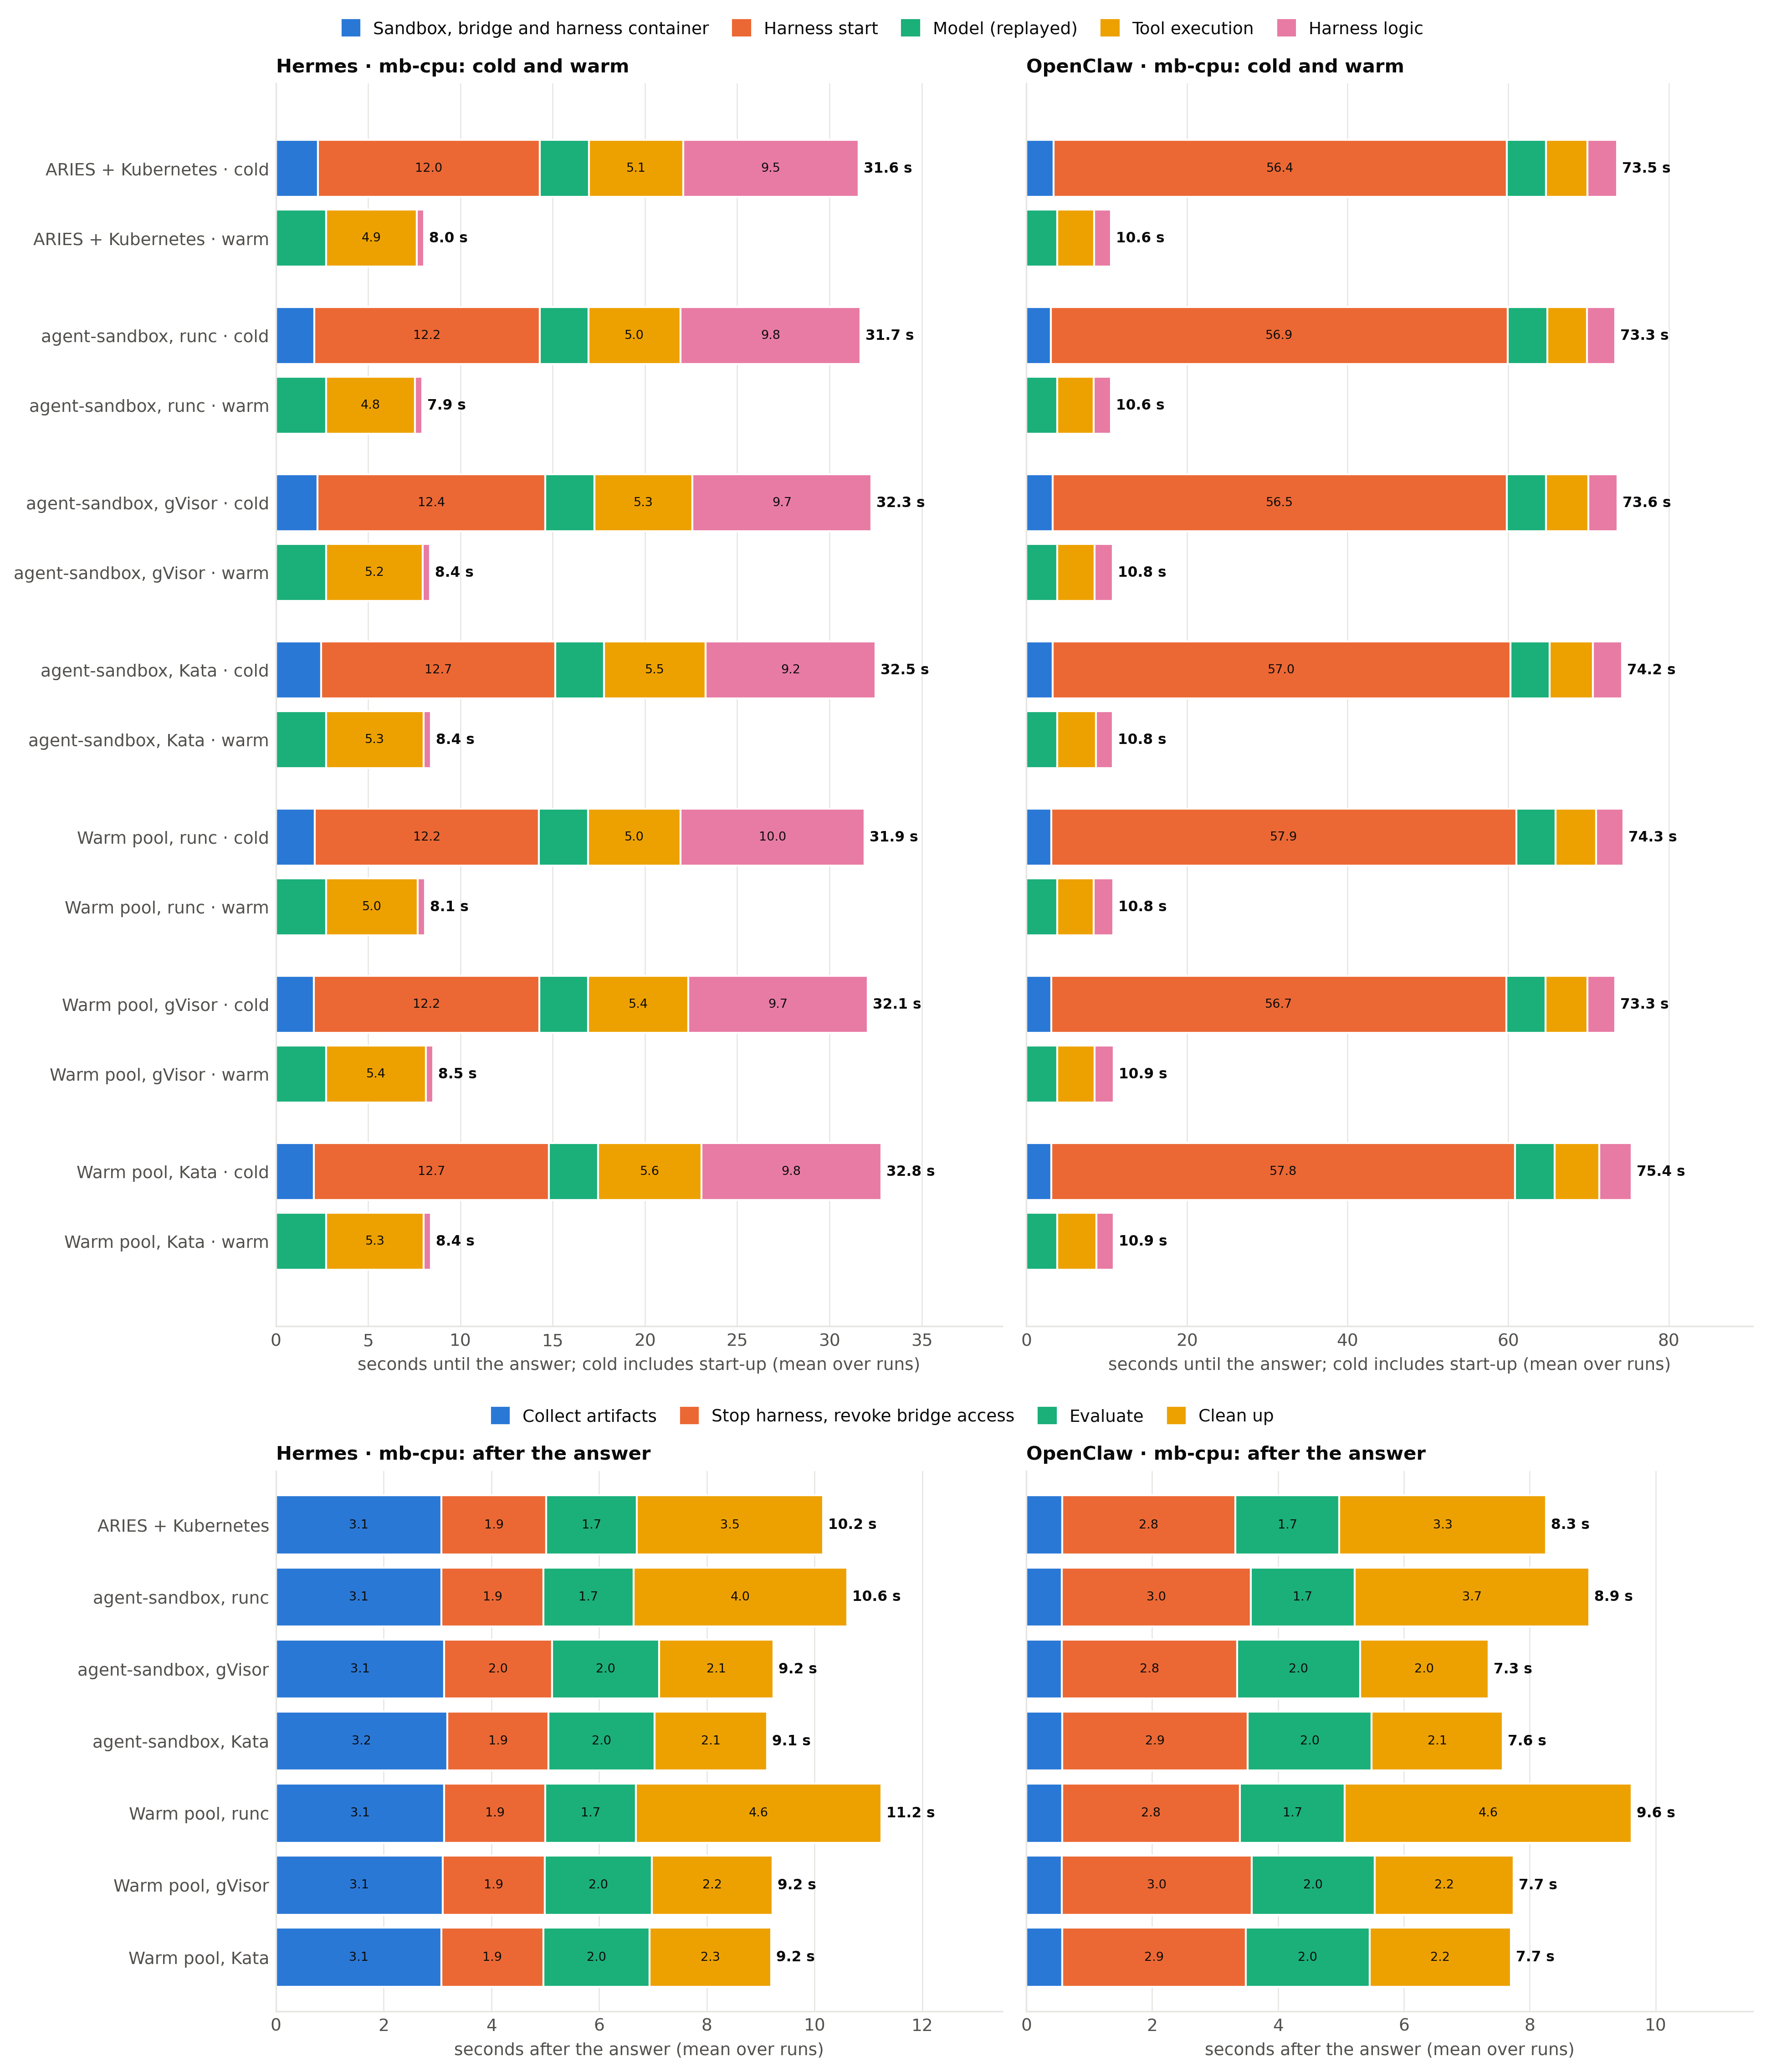 Sandbox, bridge and harness container Harness start Model (replayed) Tool execution Harness logic
Hermes · mb-cpu: cold and warm
ARIES + Kubernetes · cold 12.0 5.1 9.5 31.6 s
ARIES + Kubernetes · warm 4.9 8.0 s
agent-sandbox, runc · cold 12.2 5.0 9.8 31.7 s
agent-sandbox, runc · warm 4.8 7.9 s
agent-sandbox, gVisor · cold 12.4 5.3 9.7 32.3 s
agent-sandbox, gVisor · warm 5.2 8.4 s
agent-sandbox, Kata · cold 12.7 5.5 9.2 32.5 s
agent-sandbox, Kata · warm 5.3 8.4 s
Warm pool, runc · cold 12.2 5.0 10.0 31.9 s
Warm pool, runc · warm 5.0 8.1 s
Warm pool, gVisor · cold 12.2 5.4 9.7 32.1 s
Warm pool, gVisor · warm 5.4 8.5 s
Warm pool, Kata · cold 12.7 5.6 9.8 32.8 s
Warm pool, Kata · warm 5.3 8.4 s
0 5 10 15 20 25 30 35
seconds until the answer; cold includes start-up (mean over runs)
OpenClaw · mb-cpu: cold and warm
56.4 73.5 s
10.6 s
56.9 73.3 s
10.6 s
56.5 73.6 s
10.8 s
57.0 74.2 s
10.8 s
57.9 74.3 s
10.8 s
56.7 73.3 s
10.9 s
57.8 75.4 s
10.9 s
0 20 40 60 80
seconds until the answer; cold includes start-up (mean over runs)
Collect artifacts Stop harness, revoke bridge access Evaluate Clean up
Hermes · mb-cpu: after the answer
ARIES + Kubernetes 3.1 1.9 1.7 3.5 10.2 s
agent-sandbox, runc 3.1 1.9 1.7 4.0 10.6 s
agent-sandbox, gVisor 3.1 2.0 2.0 2.1 9.2 s
agent-sandbox, Kata 3.2 1.9 2.0 2.1 9.1 s
Warm pool, runc 3.1 1.9 1.7 4.6 11.2 s
Warm pool, gVisor 3.1 1.9 2.0 2.2 9.2 s
Warm pool, Kata 3.1 1.9 2.0 2.3 9.2 s
0 2 4 6 8 10 12
seconds after the answer (mean over runs)
OpenClaw · mb-cpu: after the answer
2.8 1.7 3.3 8.3 s
3.0 1.7 3.7 8.9 s
2.8 2.0 2.0 7.3 s
2.9 2.0 2.1 7.6 s
2.8 1.7 4.6 9.6 s
3.0 2.0 2.2 7.7 s
2.9 2.0 2.2 7.7 s
0 2 4 6 8 10
seconds after the answer (mean over runs)